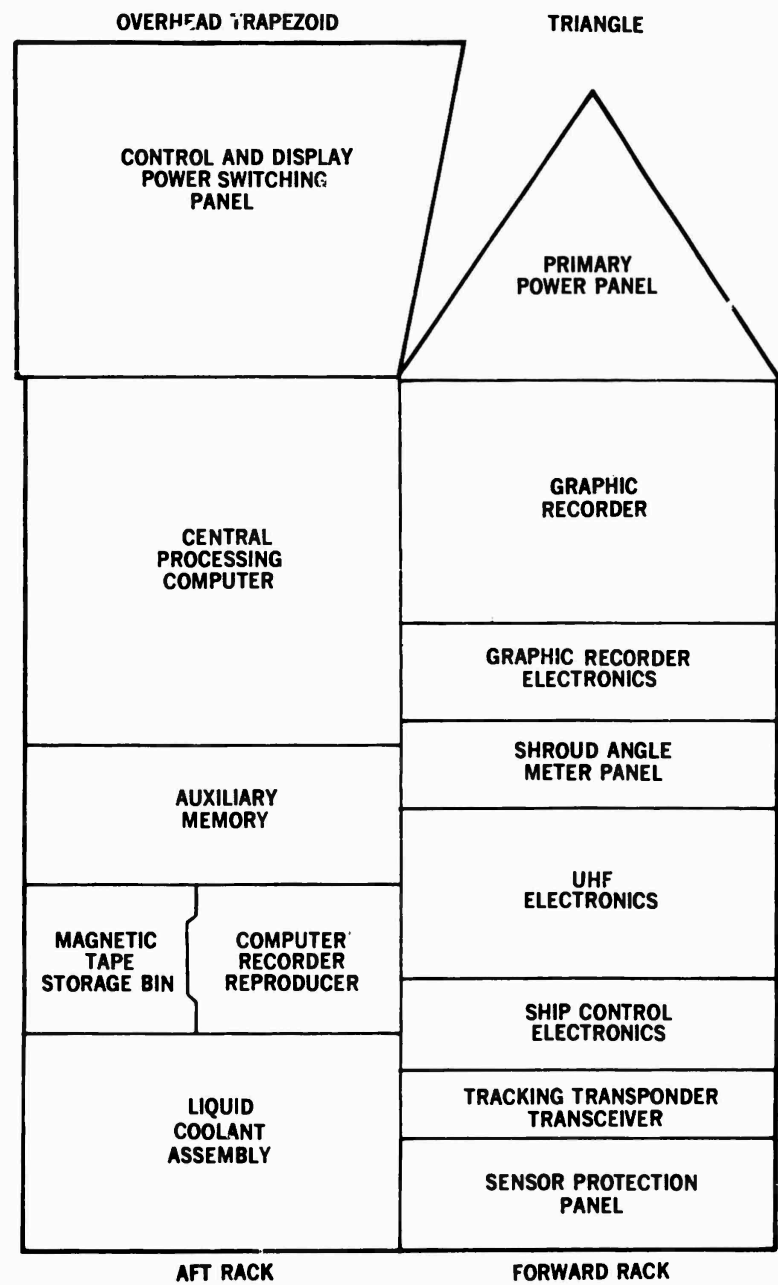 OVERHEAD TRAPEZOID
TRIANGLE
CONTROL AND DISPLAY
POWER SWITCHING
PANEL
PRIMARY
POWER PANEL
CENTRAL
PROCESSING
COMPUTER
GRAPHIC
RECORDER
GRAPHIC RECORDER
ELECTRONICS
SHROUD ANGLE
METER PANEL
AUXILIARY
MEMORY
UHF
ELECTRONICS
MAGNETIC
TAPE
STORAGE BIN
COMPUTER
RECORDER
REPRODUCER
SHIP CONTROL
ELECTRONICS
LIQUID
COOLANT
ASSEMBLY
TRACKING TRANSPONDER
TRANSCEIVER
SENSOR PROTECTION
PANEL
AFT RACK
FORWARD RACK